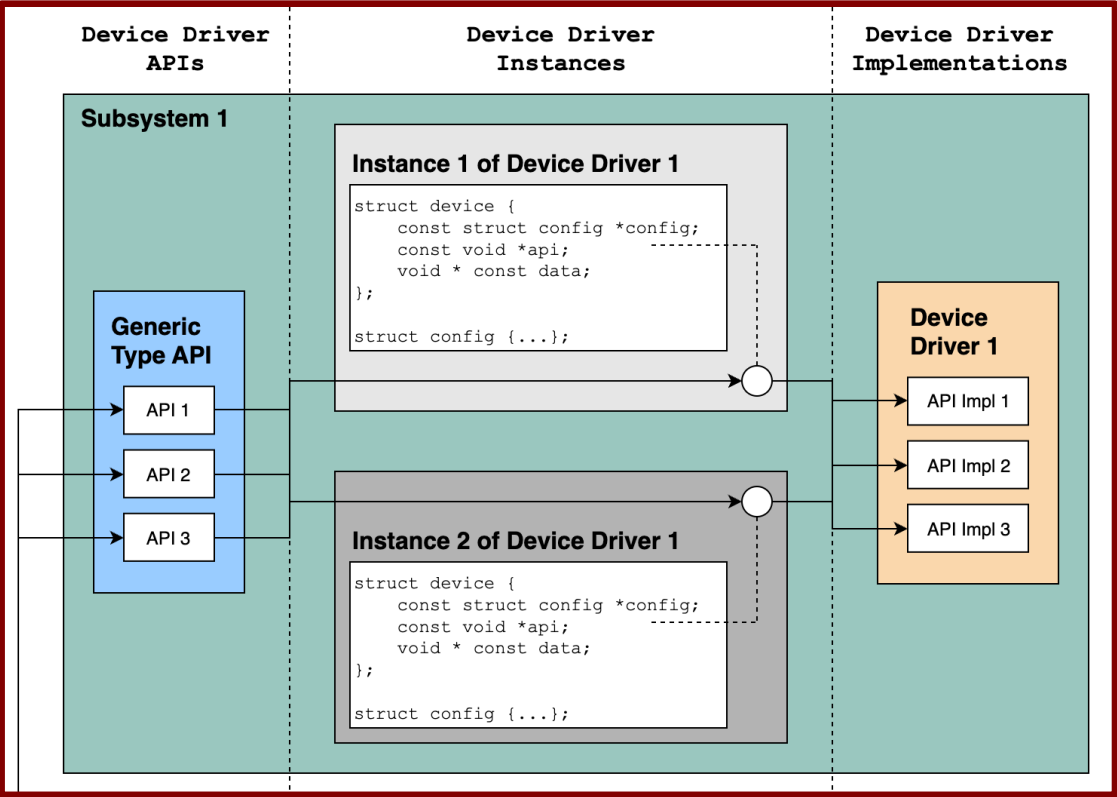 Device Driver
APIs
Device Driver
Instances
Device Driver
Implementations
Subsystem 1
Instance 1 of Device Driver 1
struct device {
    const struct config *config;
    const void *api;
    void * const data;
};
struct config {...};
Generic
Type API
API 1
API 2
API 3
Instance 2 of Device Driver 1
struct device {
    const struct config *config;
    const void *api;
    void * const data;
};
struct config {...};
Device
Driver 1
API Impl 1
API Impl 2
API Impl 3